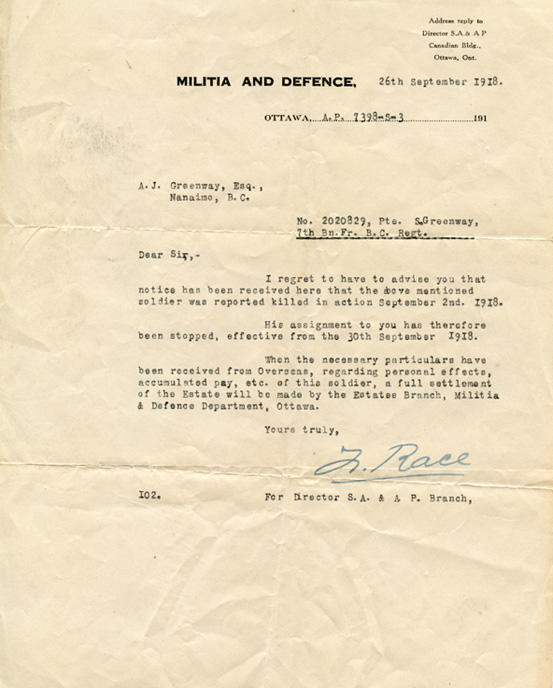 Address reply to
Director S.A. & A P
Canadian Bldg.,
Ottawa, Ont.
MILITIA AND DEFENCE, 26th September 1918.
OTTAWA, A.P. 7398-S-3 191
A.J. Greenway, Esq.,
Nanaimo, B.C.
No. 2020829, Pte. S.Greenway,
7th Bn.Fr. B.C. Regt.
Dear Sir,-
I regret to have to advise you that
notice has been received here that the above mentioned
soldier was reported killed in action September 2nd. 1918.
His assignment to you has therefore
been stopped, effective from the 30th September 1918.
When the necessary particulars have
been received from Overseas, regarding personal effects,
accumulated pay, etc. of this soldier, a full settlement
of the Estate will be made by the Estates Branch, Militia
& Defence Department, Ottawa.
Yours truly,
Race
102. For Director S.A. & A P. Branch,